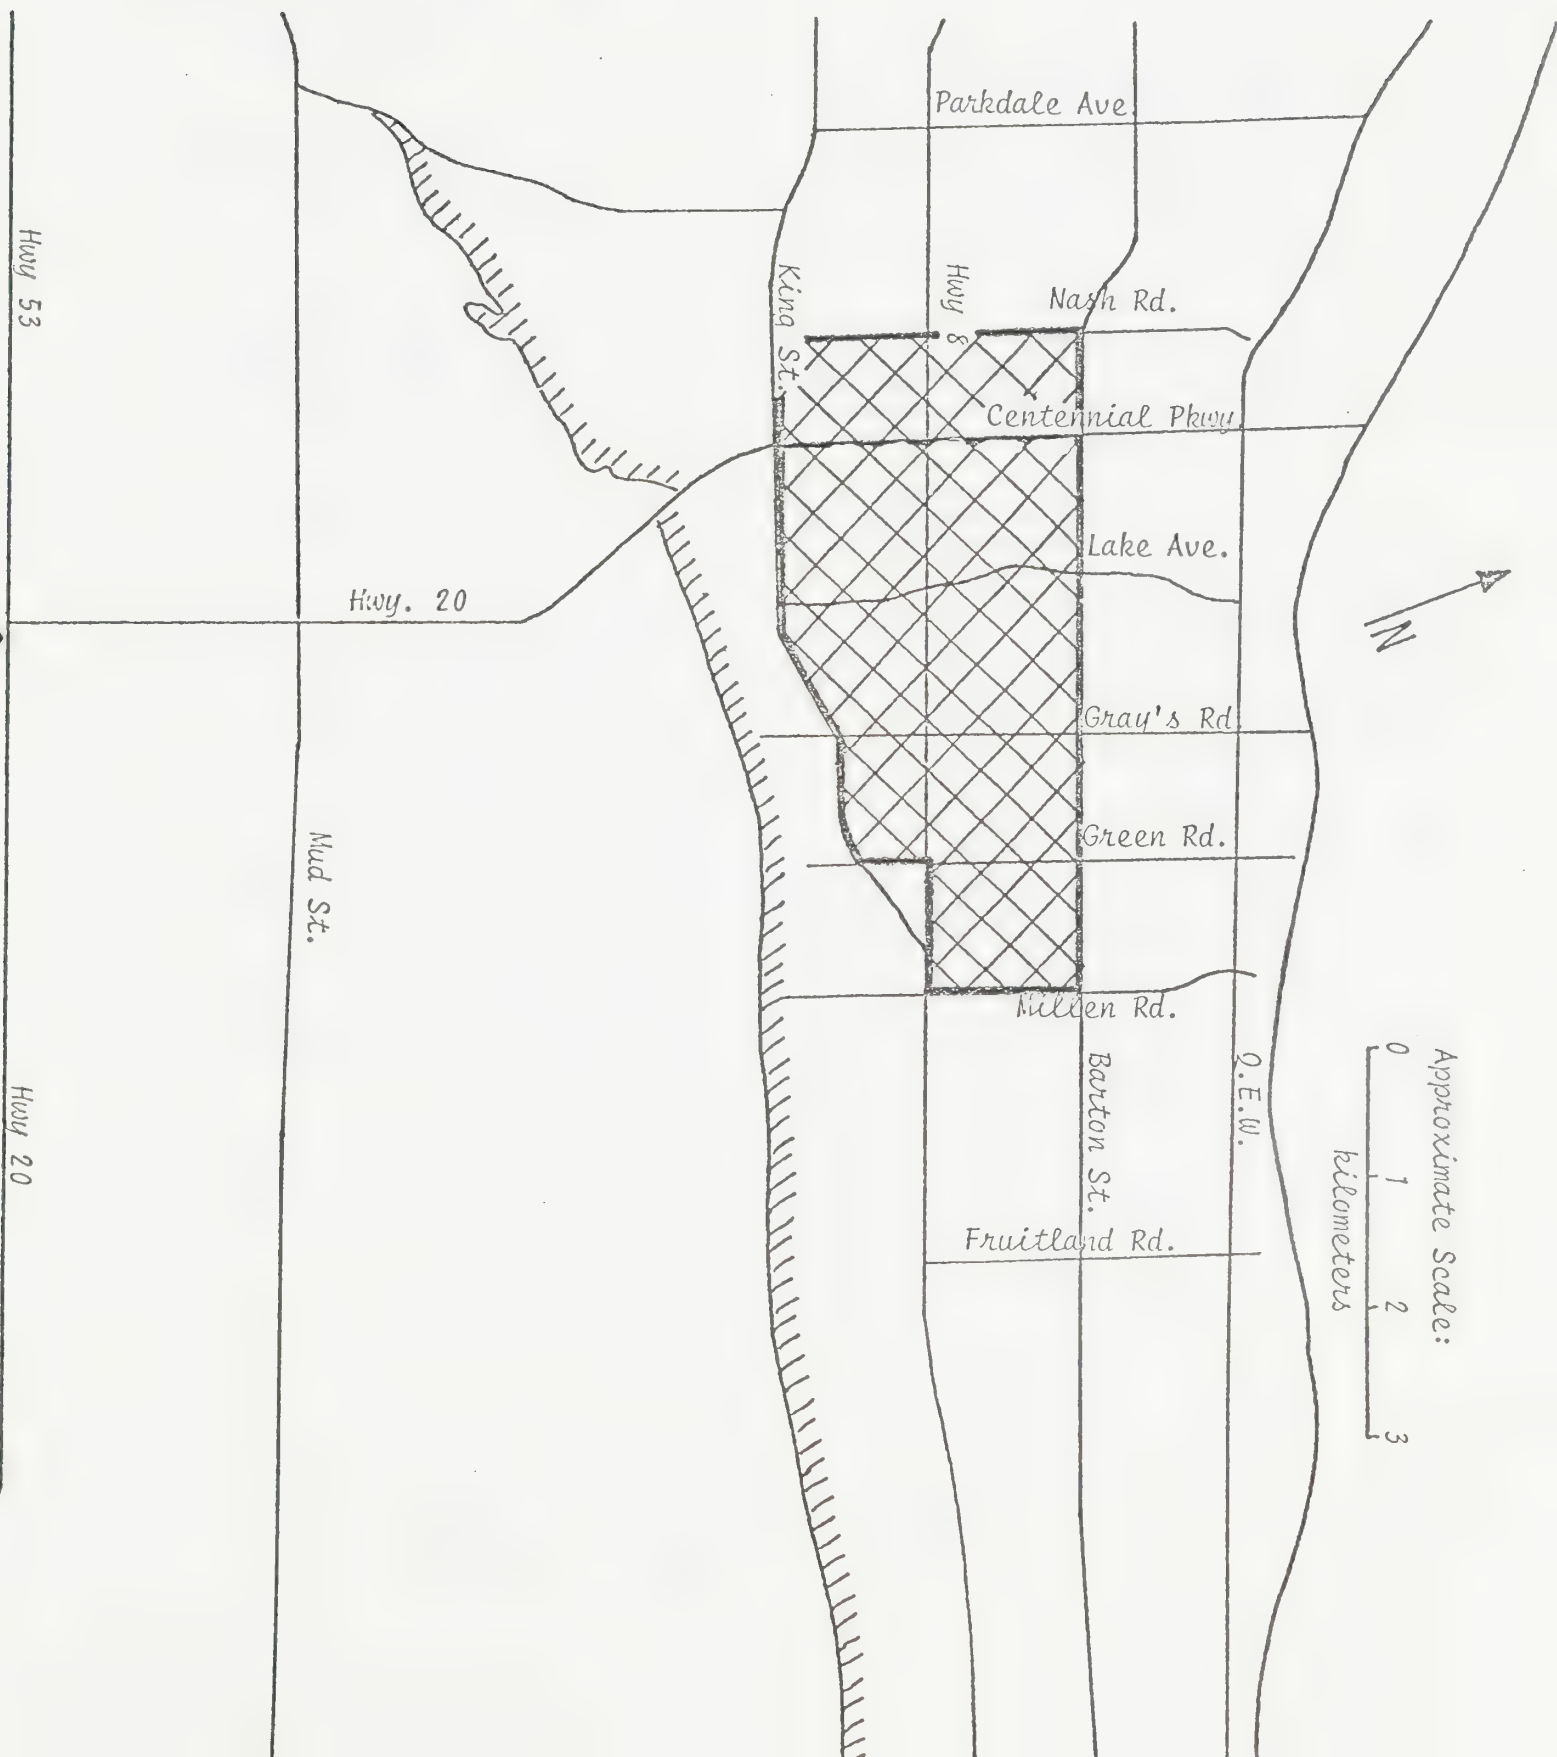 Parkdale Ave.
Hwy 53
King St.
Hwy 8
Nash Rd.
Centennial Pkwy
Lake Ave.
Hwy. 20
N
Gray's Rd
Green Rd.
Mud St.
Millen Rd.
Hwy 20
Barton St.
Q.E.W.
Approximate Scale:
0 1 2 3
kilometers
Fruitland Rd.